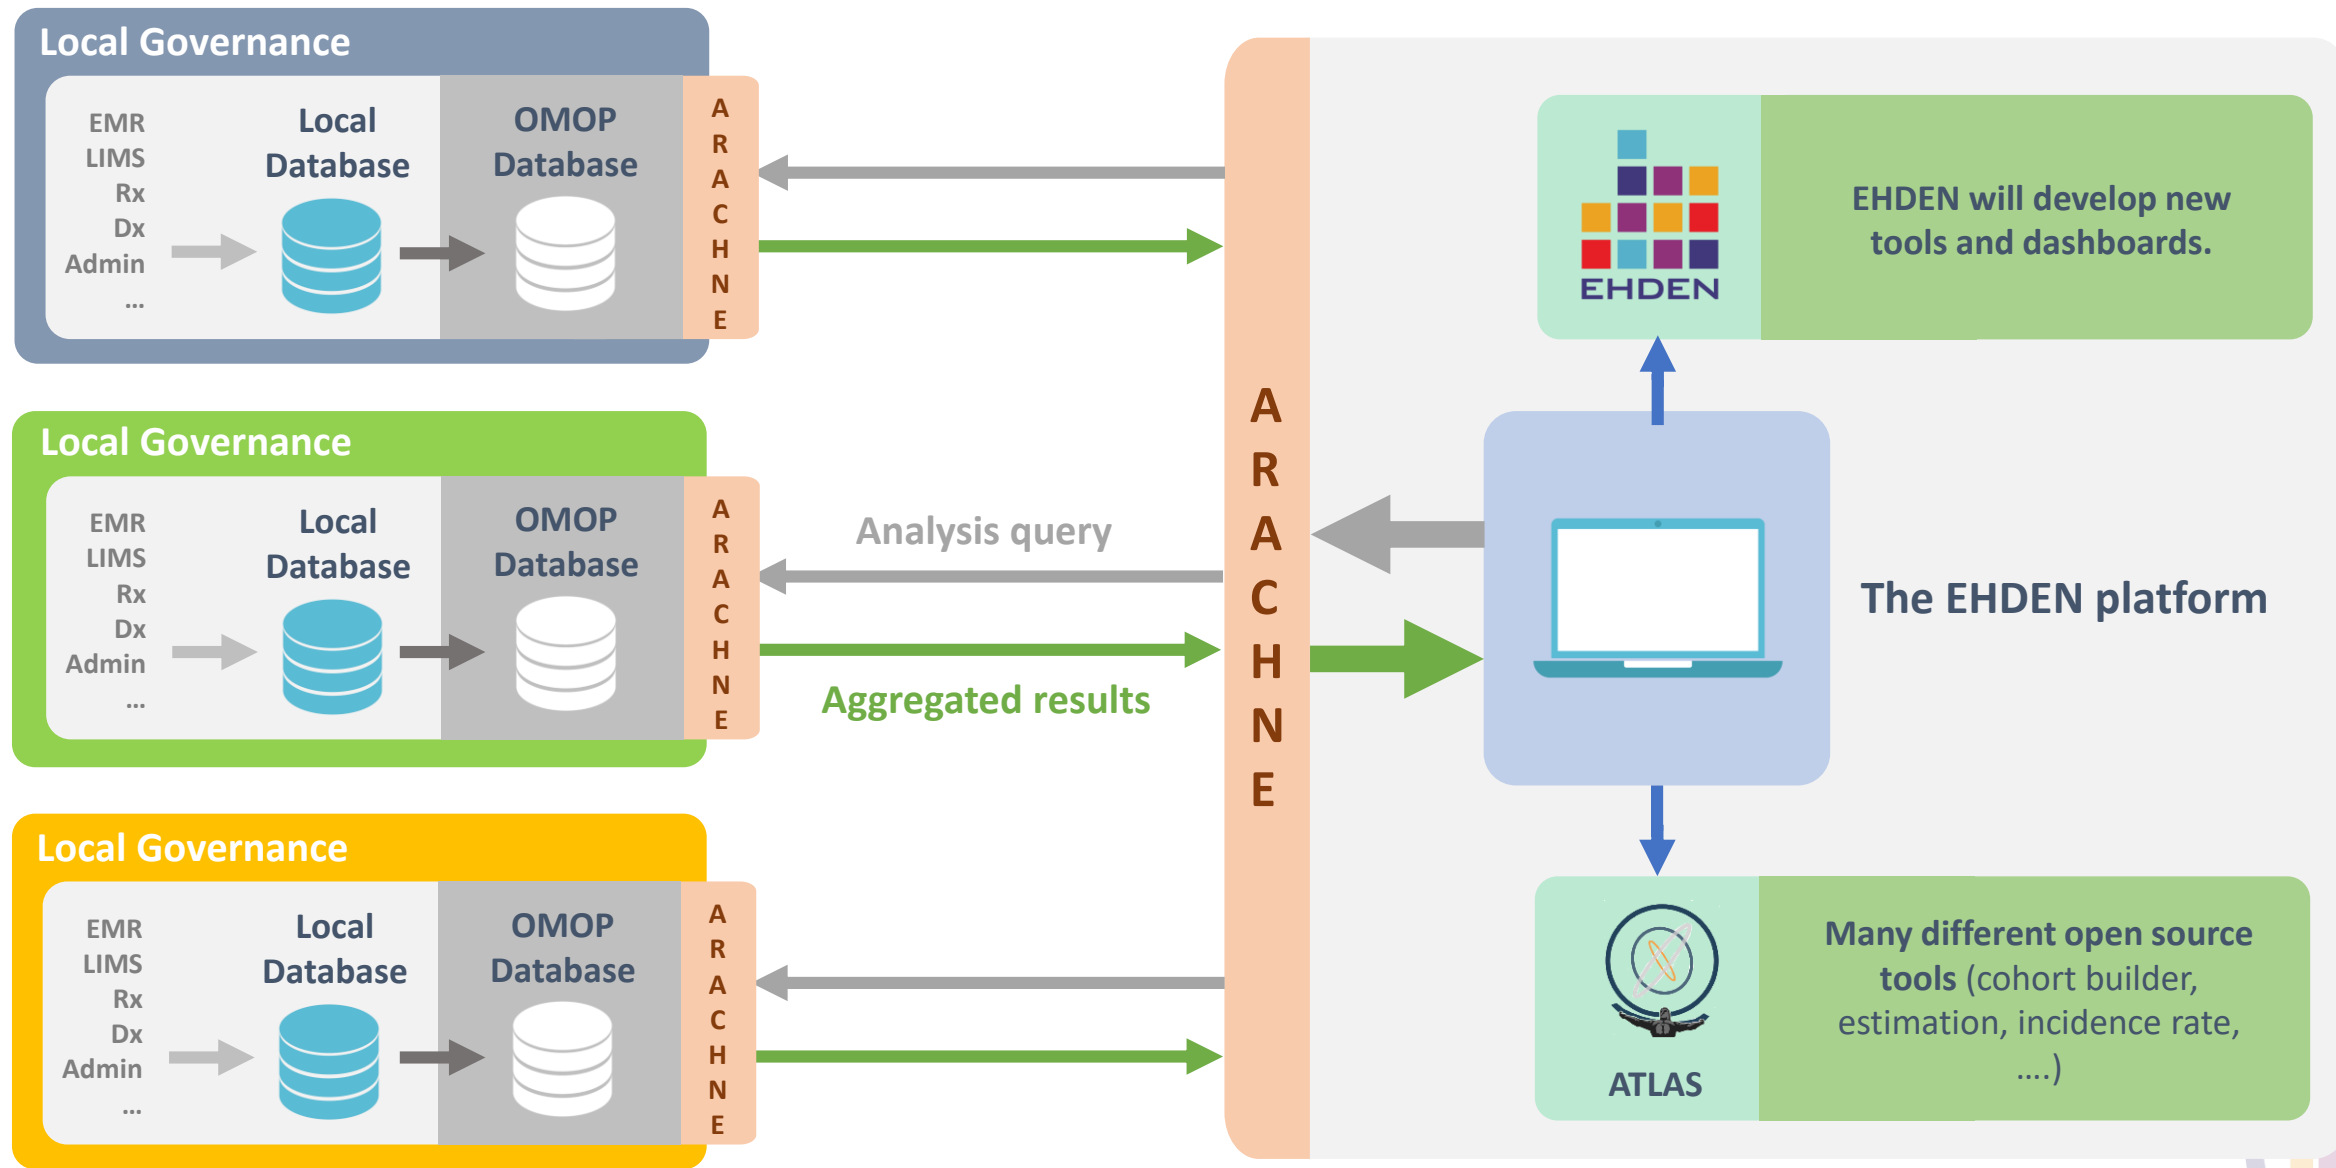 Local Governance
EMR
LIMS
Rx
Dx
Admin
...
Local
Database
OMOP
Database
A
R
A
C
H
N
E
Local Governance
EMR
LIMS
Rx
Dx
Admin
...
Local
Database
OMOP
Database
A
R
A
C
H
N
E
Local Governance
EMR
LIMS
Rx
Dx
Admin
...
Local
Database
OMOP
Database
A
R
A
C
H
N
E
Analysis query
Aggregated results
A
R
A
C
H
N
E
EHDEN
EHDEN will develop new
tools and dashboards.
The EHDEN platform
ATLAS
Many different open source
tools (cohort builder,
estimation, incidence rate,
....)